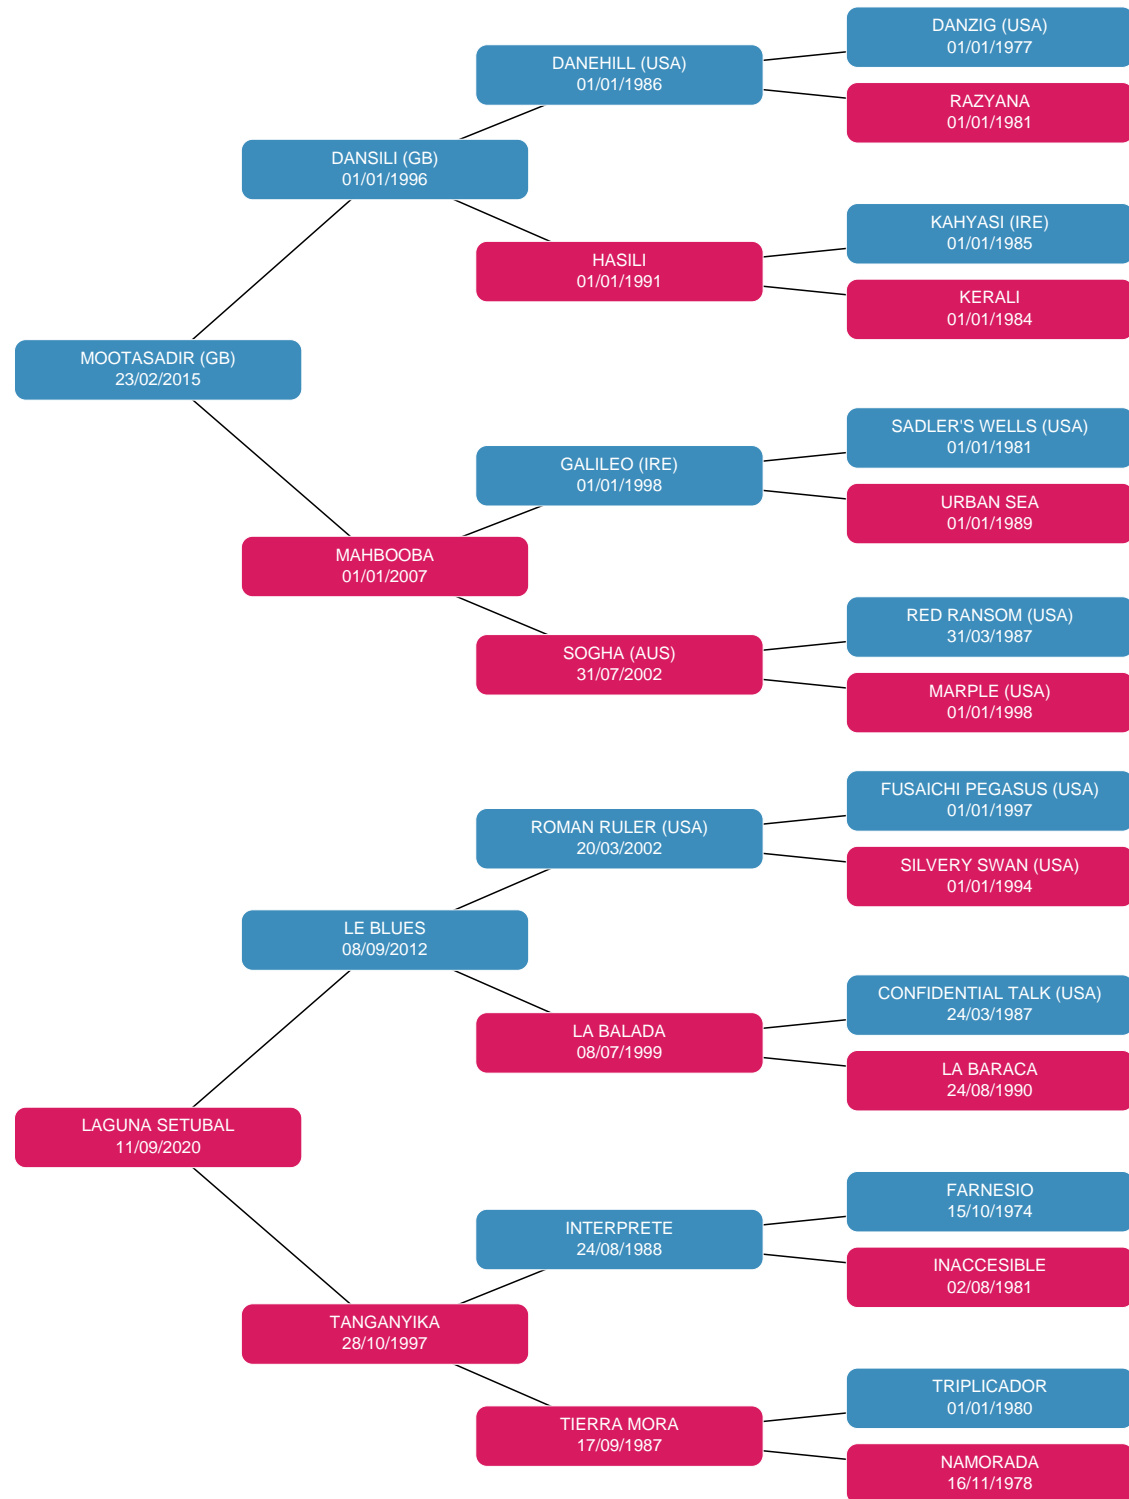 DANZIG (USA)
01/01/1977
DANEHILL (USA)
01/01/1986
RAZYANA
01/01/1981
DANSILI (GB)
01/01/1996
KAHYASI (IRE)
01/01/1985
HASILI
01/01/1991
KERALI
01/01/1984
MOOTASADIR (GB)
23/02/2015
SADLER'S WELLS (USA)
01/01/1981
GALILEO (IRE)
01/01/1998
URBAN SEA
01/01/1989
MAHBOOBA
01/01/2007
RED RANSOM (USA)
31/03/1987
SOGHA (AUS)
31/07/2002
MARPLE (USA)
01/01/1998
FUSAICHI PEGASUS (USA)
01/01/1997
ROMAN RULER (USA)
20/03/2002
SILVERY SWAN (USA)
01/01/1994
LE BLUES
08/09/2012
CONFIDENTIAL TALK (USA)
24/03/1987
LA BALADA
08/07/1999
LA BARACA
24/08/1990
LAGUNA SETUBAL
11/09/2020
FARNESIO
15/10/1974
INTERPRETE
24/08/1988
INACCESIBLE
02/08/1981
TANGANYIKA
28/10/1997
TRIPLICADOR
01/01/1980
TIERRA MORA
17/09/1987
NAMORADA
16/11/1978